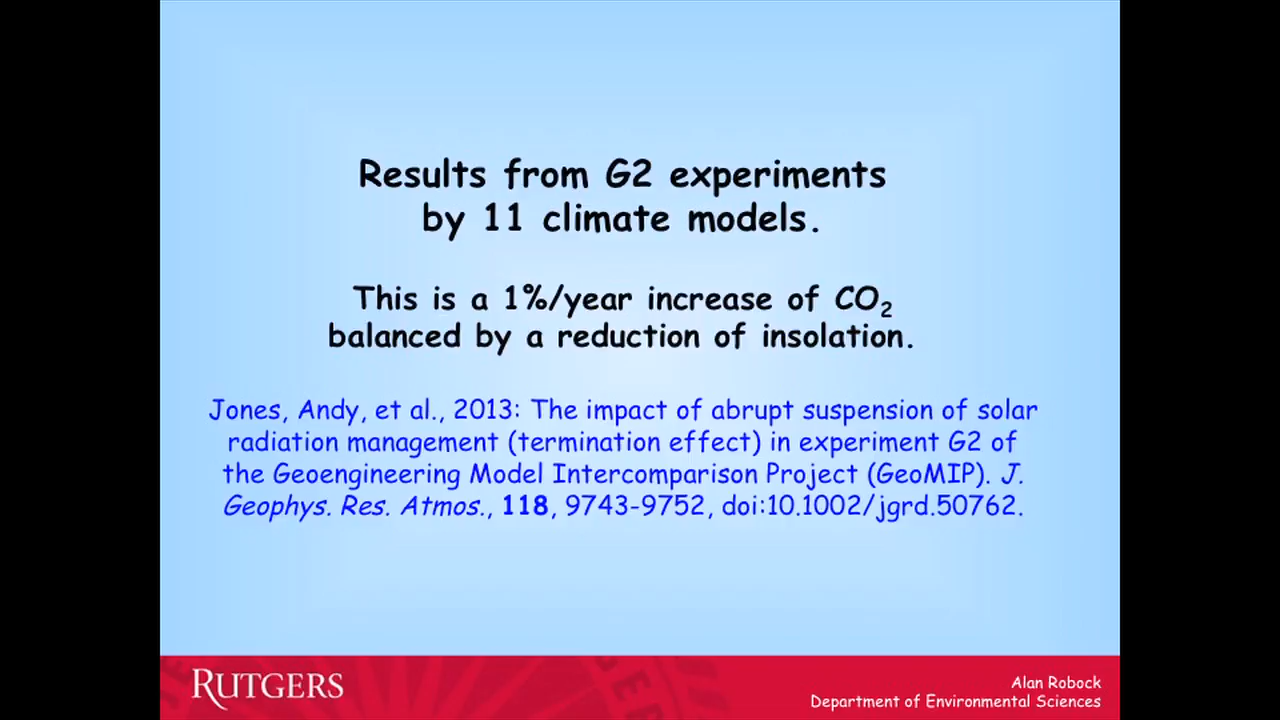 Results from G2 experiments
by 11 climate models.
This is a 1%/year increase of CO₂
balanced by a reduction of insolation.
Jones, Andy, et al., 2013: The impact of abrupt suspension of solar
radiation management (termination effect) in experiment G2 of
the Geoengineering Model Intercomparison Project (GeoMIP). J.
Geophys. Res. Atmos., 118, 9743-9752, doi:10.1002/jgrd.50762.
RUTGERS
Alan Robock
Department of Environmental Sciences